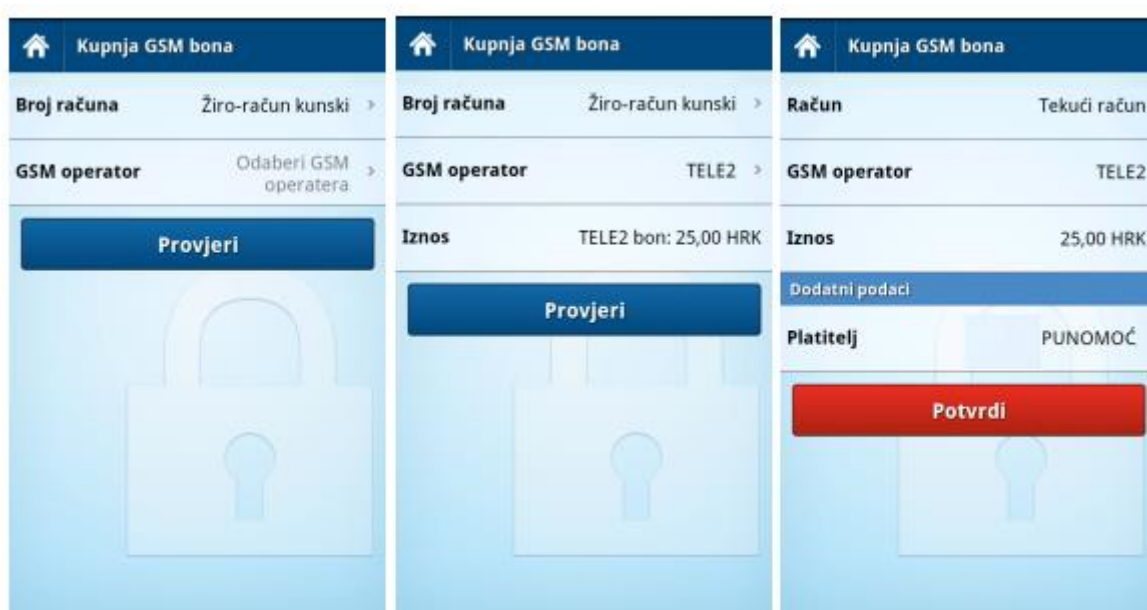 Kupnja GSM bona
Broj računa Žiro-račun kunski
GSM operator Odaberi GSM
operatera
Provjeri
Kupnja GSM bona
Broj računa Žiro-račun kunski
GSM operator TELE2
Iznos TELE2 bon: 25,00 HRK
Provjeri
Kupnja GSM bona
Račun Tekući račun
GSM operator TELE2
Iznos 25,00 HRK
Dodatni podaci
Platitelj PUNOMOĆ
Potvrdi